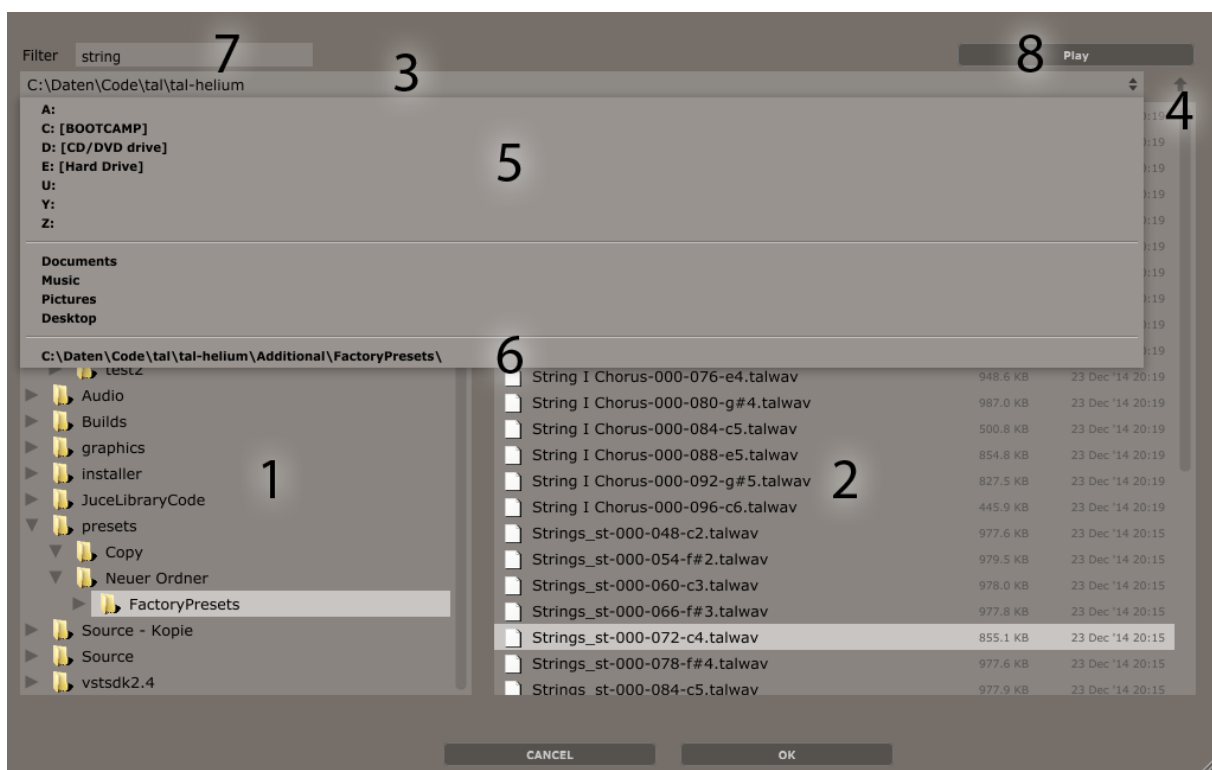 Filter string 7 8 Play
C:\Daten\Code\tal\tal-helium 3
4
A:
C: [BOOTCAMP]
D: [CD/DVD drive]
E: [Hard Drive]
U:
Y:
Z:
5
Documents
Music
Pictures
Desktop
C:\Daten\Code\tal\tal-helium\Additional\FactoryPresets\
6
test2
Audio
Builds
graphics
installer
1
JuceLibraryCode
presets
Copy
Neuer Ordner
FactoryPresets
Source - Kopie
Source
vstsdk2.4
:19
):19
):19
):19
):19
):19
):19
):19
):19
String I Chorus-000-076-e4.talwav 948.6 KB 23 Dec '14 20:19
String I Chorus-000-080-g#4.talwav 987.0 KB 23 Dec '14 20:19
String I Chorus-000-084-c5.talwav 500.8 KB 23 Dec '14 20:19
String I Chorus-000-088-e5.talwav 854.8 KB 23 Dec '14 20:19
2
String I Chorus-000-092-g#5.talwav 827.5 KB 23 Dec '14 20:19
String I Chorus-000-096-c6.talwav 445.9 KB 23 Dec '14 20:19
Strings_st-000-048-c2.talwav 977.6 KB 23 Dec '14 20:15
Strings_st-000-054-f#2.talwav 979.5 KB 23 Dec '14 20:15
Strings_st-000-060-c3.talwav 978.0 KB 23 Dec '14 20:15
Strings_st-000-066-f#3.talwav 977.8 KB 23 Dec '14 20:15
Strings_st-000-072-c4.talwav 855.1 KB 23 Dec '14 20:15
Strings_st-000-078-f#4.talwav 977.6 KB 23 Dec '14 20:15
Strings_st-000-084-c5.talwav 977.9 KB 23 Dec '14 20:15
CANCEL OK